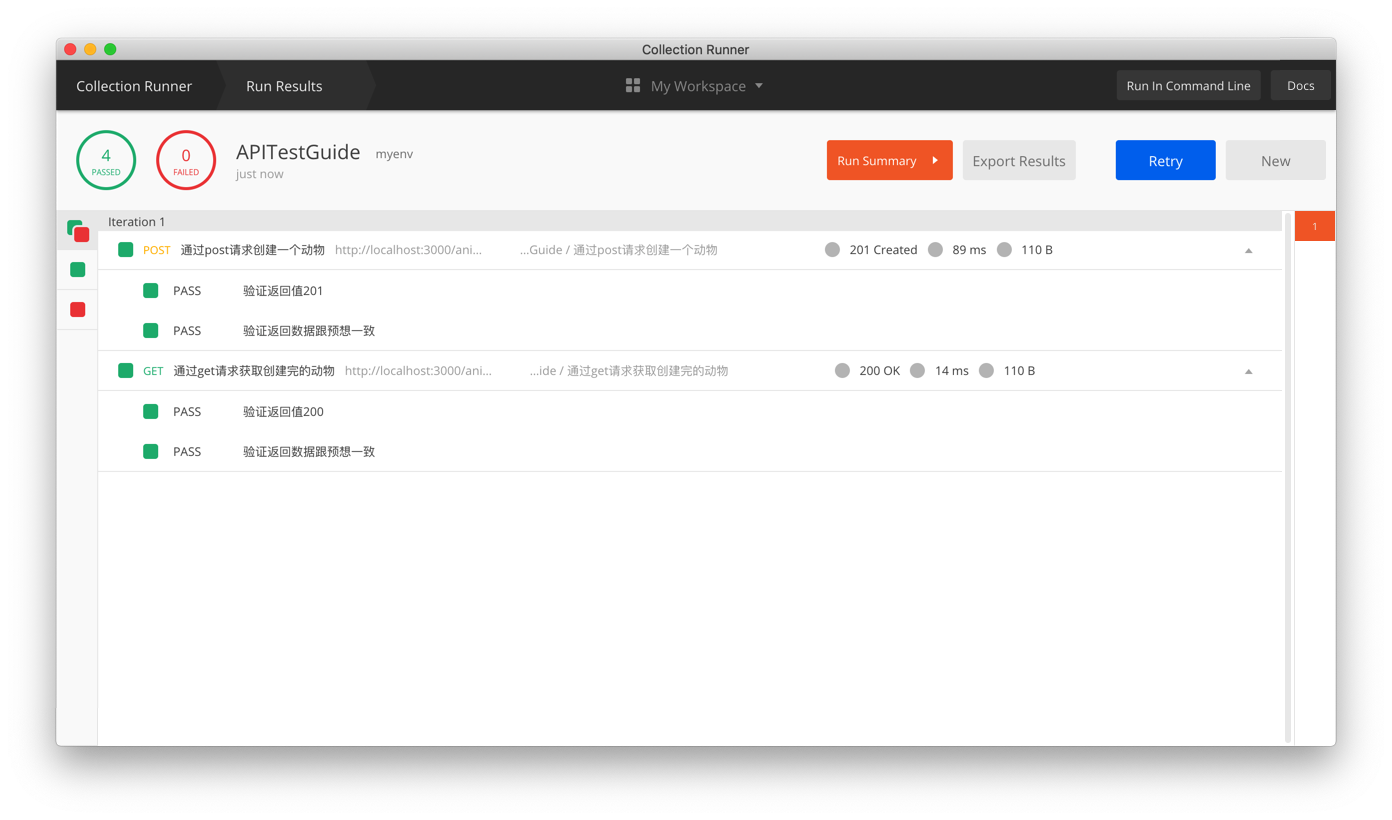 Collection Runner
Collection Runner Run Results My Workspace Run In Command Line Docs
4 PASSED 0 FAILED APITestGuide myenv just now Run Summary Export Results Retry New
Iteration 1 1
POST 通过post请求创建一个动物 http://localhost:3000/ani... ...Guide / 通过post请求创建一个动物 201 Created 89 ms 110 B
PASS 验证返回值201
PASS 验证返回数据跟预想一致
GET 通过get请求获取创建完的动物 http://localhost:3000/ani... ...ide / 通过get请求获取创建完的动物 200 OK 14 ms 110 B
PASS 验证返回值200
PASS 验证返回数据跟预想一致